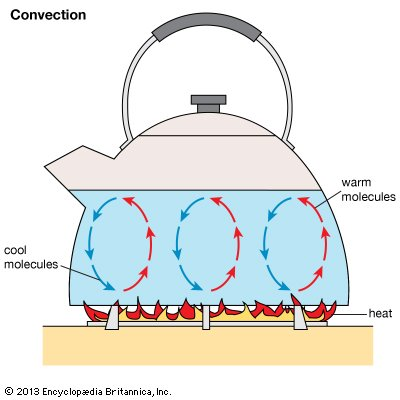 Convection
warm
molecules
cool
molecules
heat
© 2013 Encyclopædia Britannica, Inc.